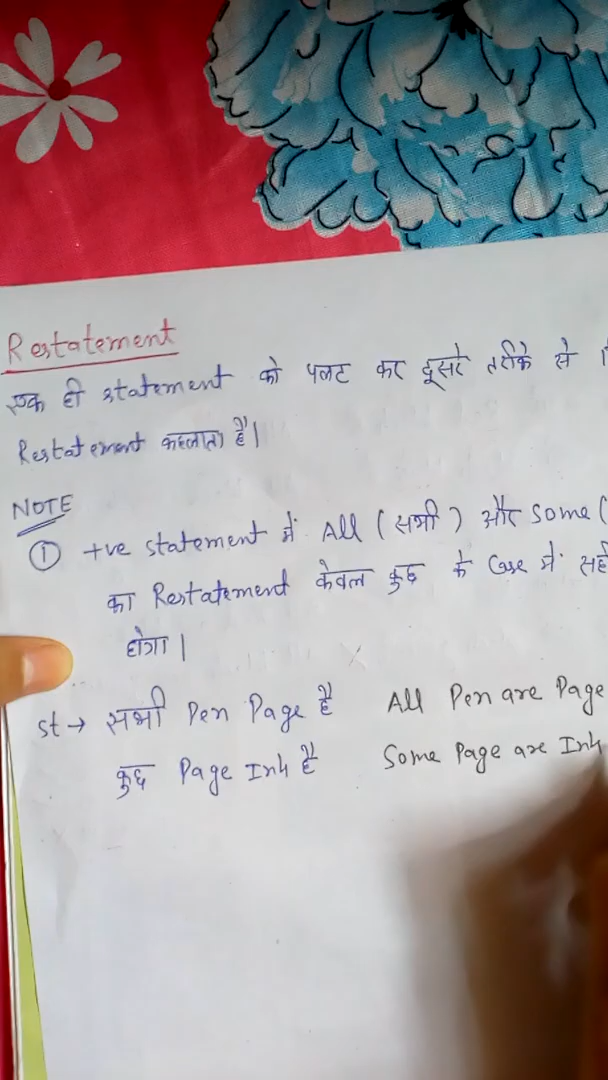 Restatement
एक ही statement को पलट कर दूसरे तरीके से
Restatement कहलाता है।
NOTE
① +ve statement में All (सभी) और Some (
का Restatement केवल कुछ के Case में सही
होगा।
st → सभी Pen Page है All Pen are Page
कुछ Page Ink है Some Page are Ink